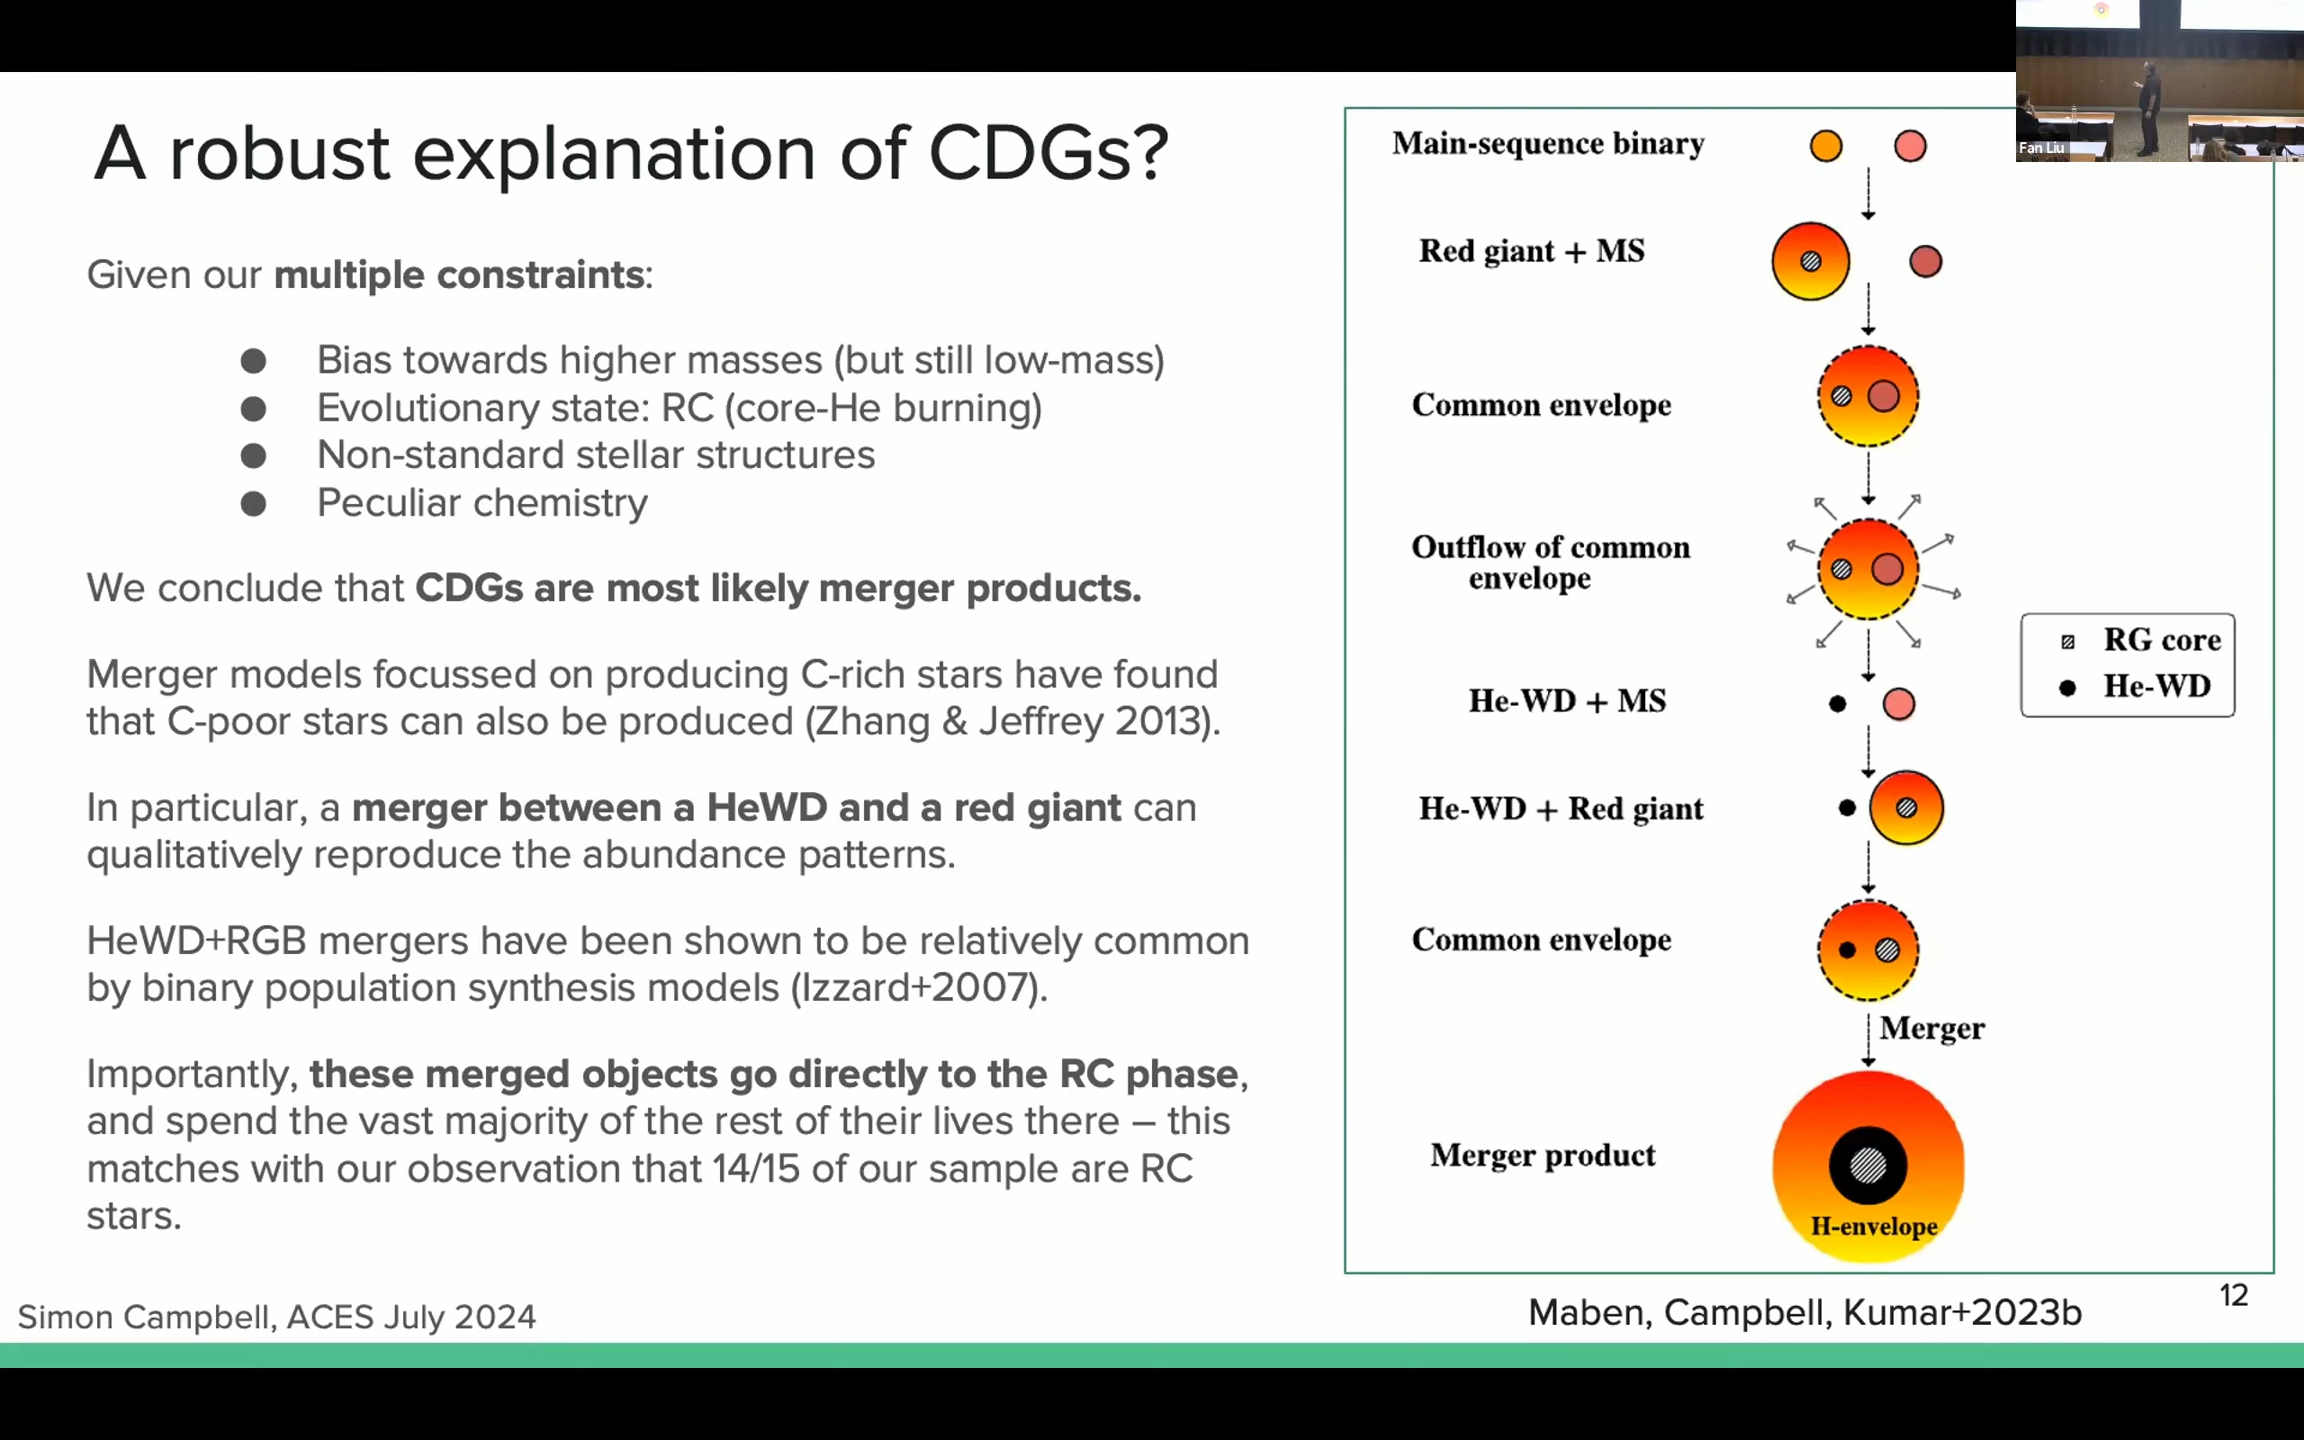 A robust explanation of CDGs?
Given our multiple constraints:
● Bias towards higher masses (but still low-mass)
● Evolutionary state: RC (core-He burning)
● Non-standard stellar structures
● Peculiar chemistry
We conclude that CDGs are most likely merger products.
Merger models focussed on producing C-rich stars have found
that C-poor stars can also be produced (Zhang & Jeffrey 2013).
In particular, a merger between a HeWD and a red giant can
qualitatively reproduce the abundance patterns.
HeWD+RGB mergers have been shown to be relatively common
by binary population synthesis models (Izzard+2007).
Importantly, these merged objects go directly to the RC phase,
and spend the vast majority of the rest of their lives there – this
matches with our observation that 14/15 of our sample are RC
stars.
Simon Campbell, ACES July 2024
Main-sequence binary
Red giant + MS
Common envelope
Outflow of common
envelope
He-WD + MS
He-WD + Red giant
Common envelope
Merger
Merger product
H-envelope
RG core
He-WD
Maben, Campbell, Kumar+2023b
12
Fan Liu